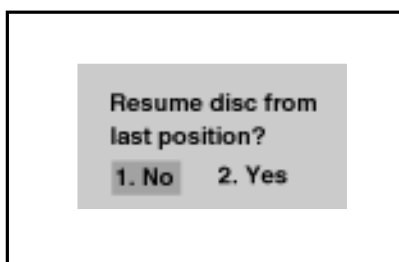 Resume disc from
last position?
1. No 2. Yes